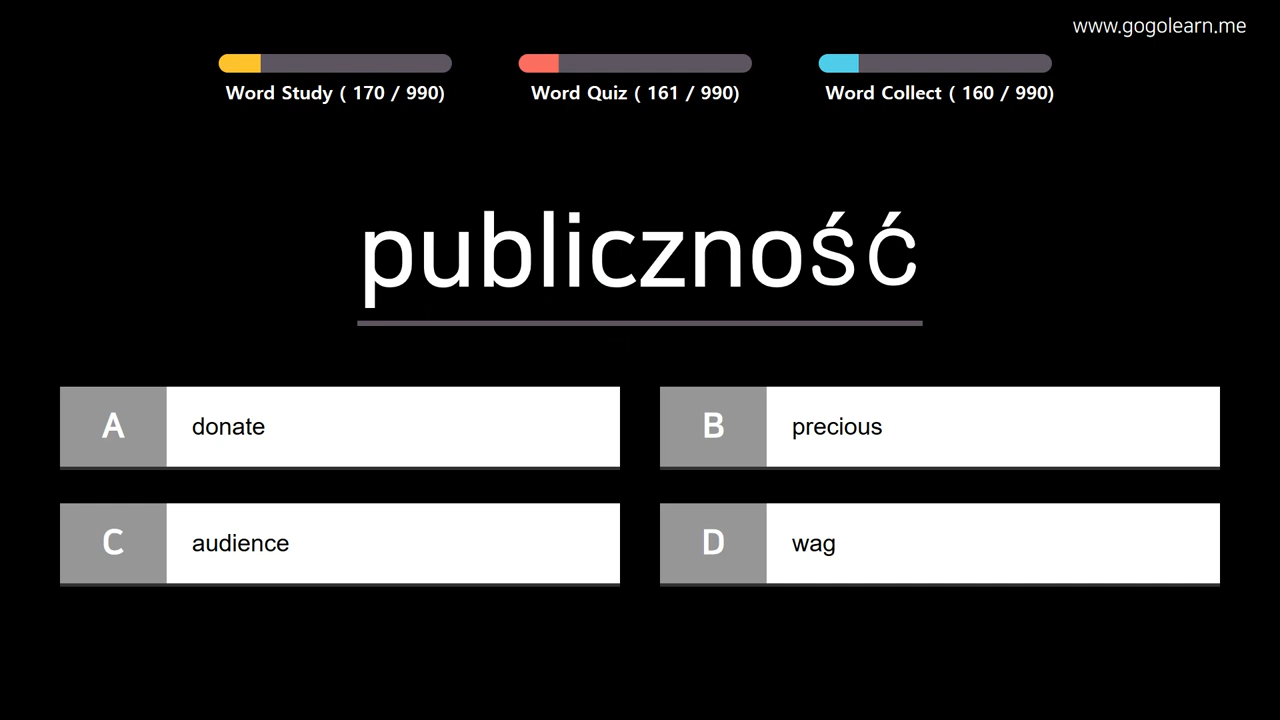 www.gogolearn.me
Word Study ( 170 / 990)
Word Quiz ( 161 / 990)
Word Collect ( 160 / 990)
publiczność
A donate
B precious
C audience
D wag